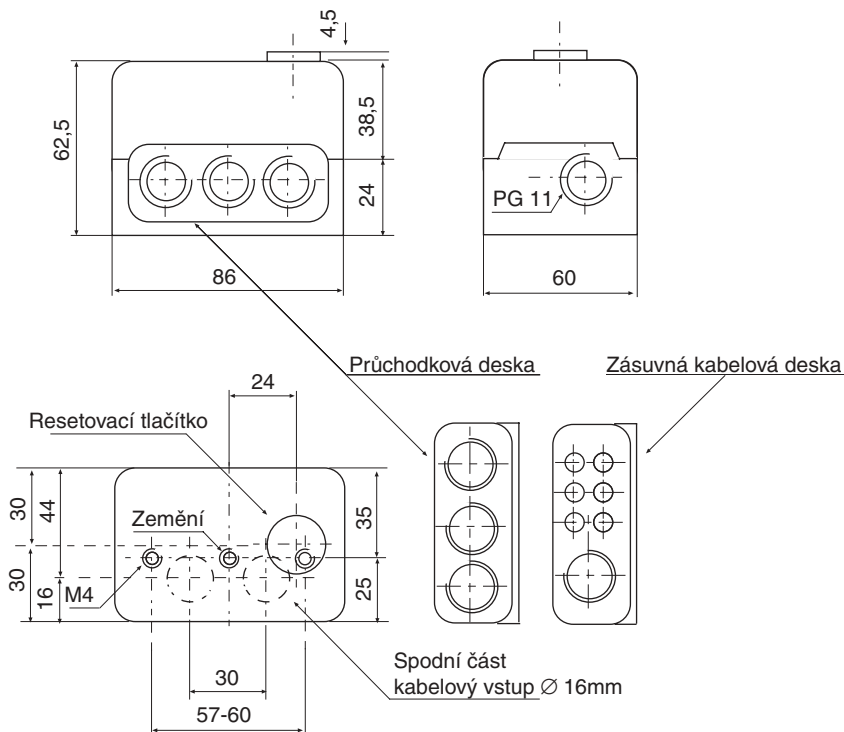 4,5
62,5
38,5
24
PG 11
86
60
Průchodková deska
Zásuvná kabelová deska
24
Resetovací tlačítko
30
44
35
Zemění
30
16
M4
25
30
Spodní část
kabelový vstup ∅ 16mm
57-60